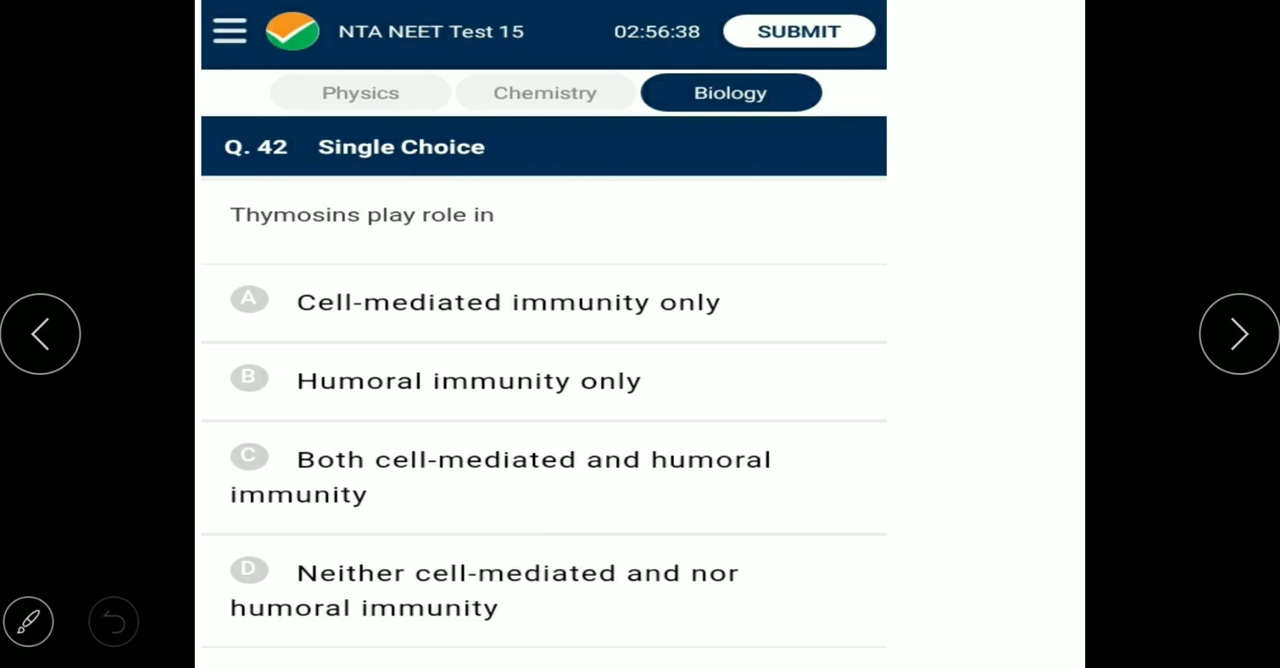 NTA NEET Test 15 02:56:38 SUBMIT
Physics Chemistry Biology
Q. 42 Single Choice
Thymosins play role in
A Cell-mediated immunity only
B Humoral immunity only
C Both cell-mediated and humoral
immunity
D Neither cell-mediated and nor
humoral immunity